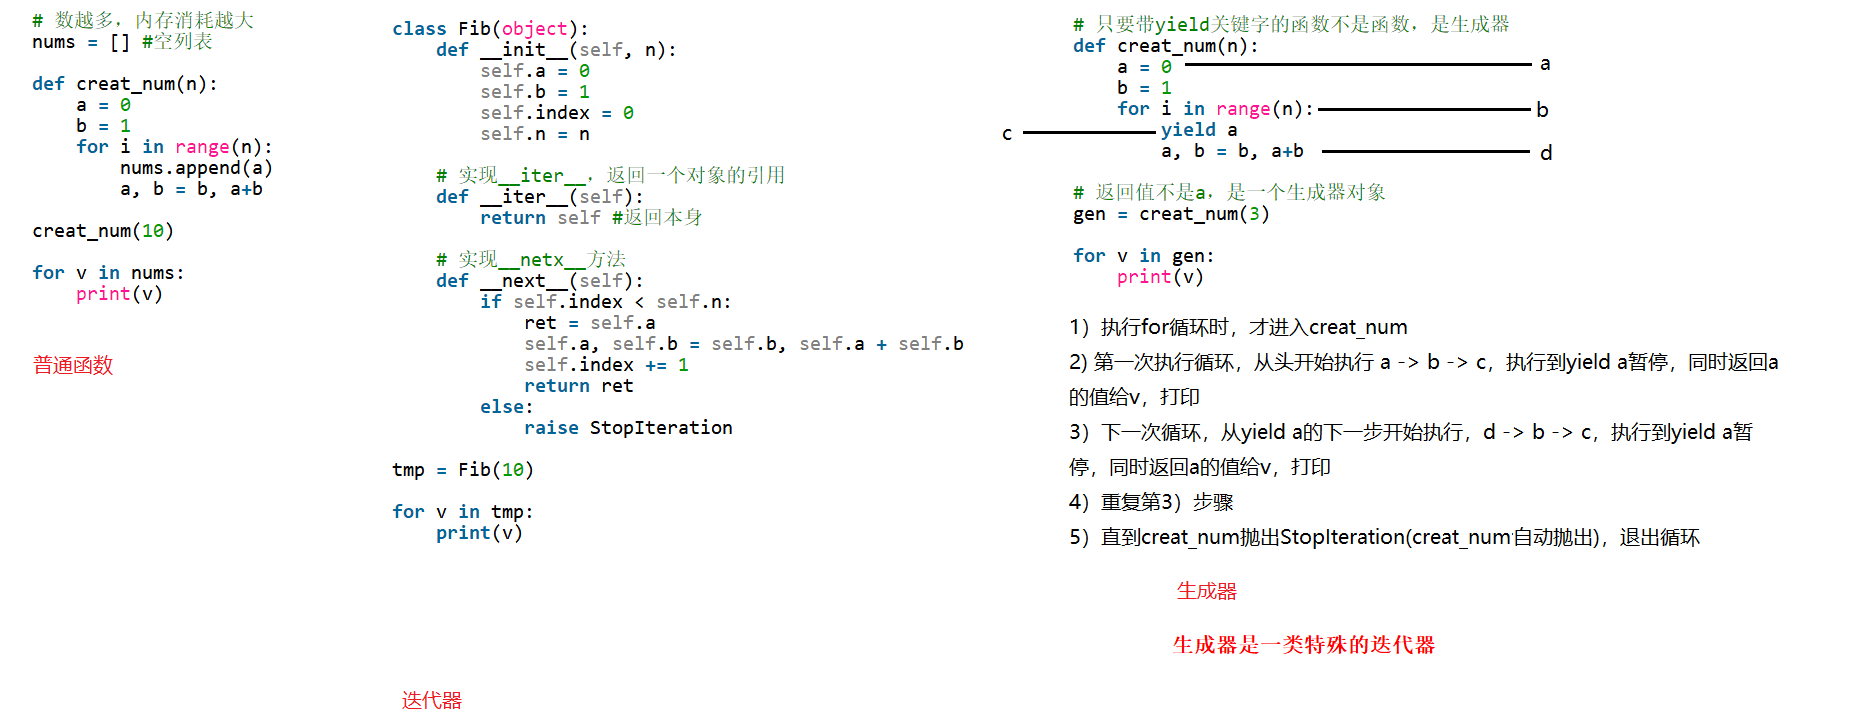 # 数越多，内存消耗越大
nums = [] #空列表
def creat_num(n):
    a = 0
    b = 1
    for i in range(n):
        nums.append(a)
        a, b = b, a+b
creat_num(10)
for v in nums:
    print(v)
普通函数
class Fib(object):
    def __init__(self, n):
        self.a = 0
        self.b = 1
        self.index = 0
        self.n = n
    # 实现__iter__，返回一个对象的引用
    def __iter__(self):
        return self #返回本身
    # 实现__netx__方法
    def __next__(self):
        if self.index < self.n:
            ret = self.a
            self.a, self.b = self.b, self.a + self.b
            self.index += 1
            return ret
        else:
            raise StopIteration
tmp = Fib(10)
for v in tmp:
    print(v)
迭代器
# 只要带yield关键字的函数不是函数，是生成器
def creat_num(n):
    a = 0 a
    b = 1
    for i in range(n): b
c yield a
        a, b = b, a+b d
# 返回值不是a，是一个生成器对象
gen = creat_num(3)
for v in gen:
    print(v)
1）执行for循环时，才进入creat_num
2) 第一次执行循环，从头开始执行 a -> b -> c，执行到yield a暂停，同时返回a
的值给v，打印
3）下一次循环，从yield a的下一步开始执行，d -> b -> c，执行到yield a暂
停，同时返回a的值给v，打印
4）重复第3）步骤
5）直到creat_num抛出StopIteration(creat_num自动抛出)，退出循环
生成器
生成器是一类特殊的迭代器